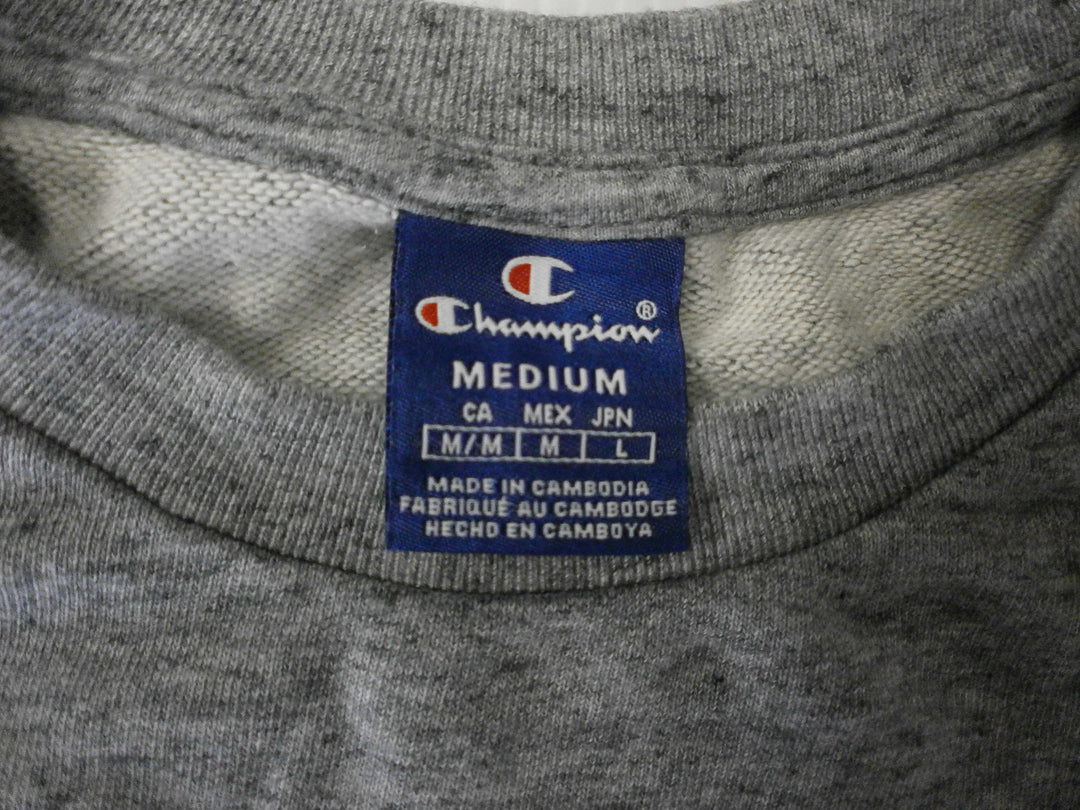 Champion®
MEDIUM
CA MEX JPN
M/M M L
MADE IN CAMBODIA
FABRIQUÉ AU CAMBODGE
HECHO EN CAMBOYA